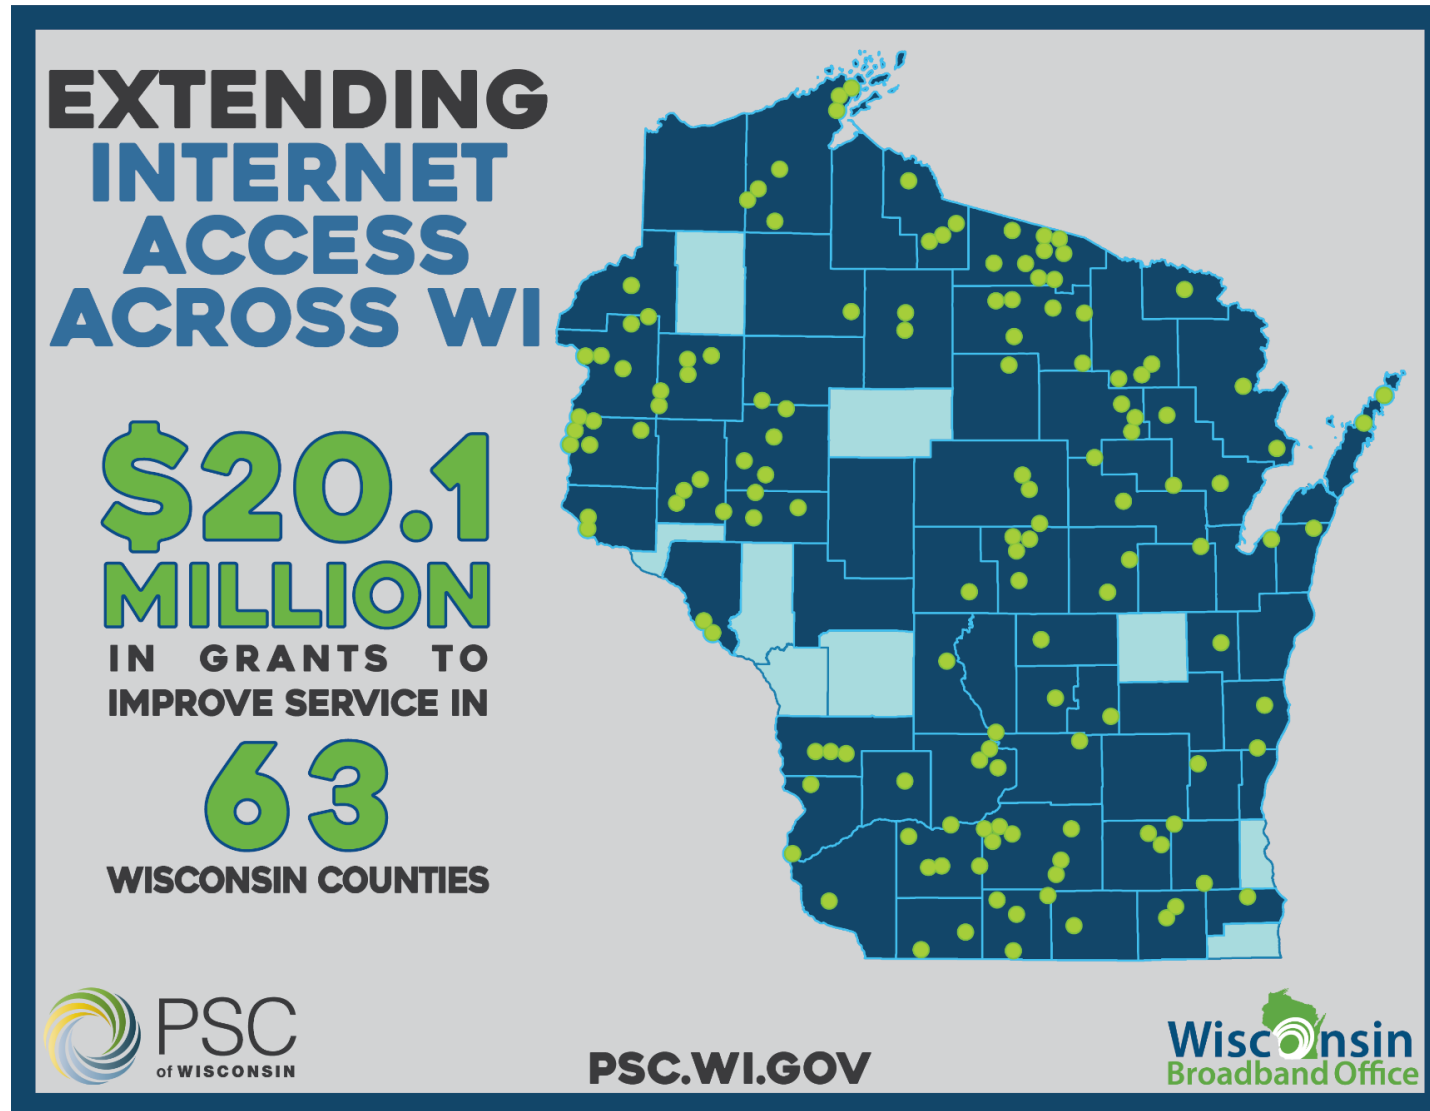 EXTENDING
INTERNET
ACCESS
ACROSS WI
$20.1
MILLION
IN GRANTS TO
IMPROVE SERVICE IN
63
WISCONSIN COUNTIES
PSC
of WISCONSIN
PSC.WI.GOV
Wisconsin
Broadband Office